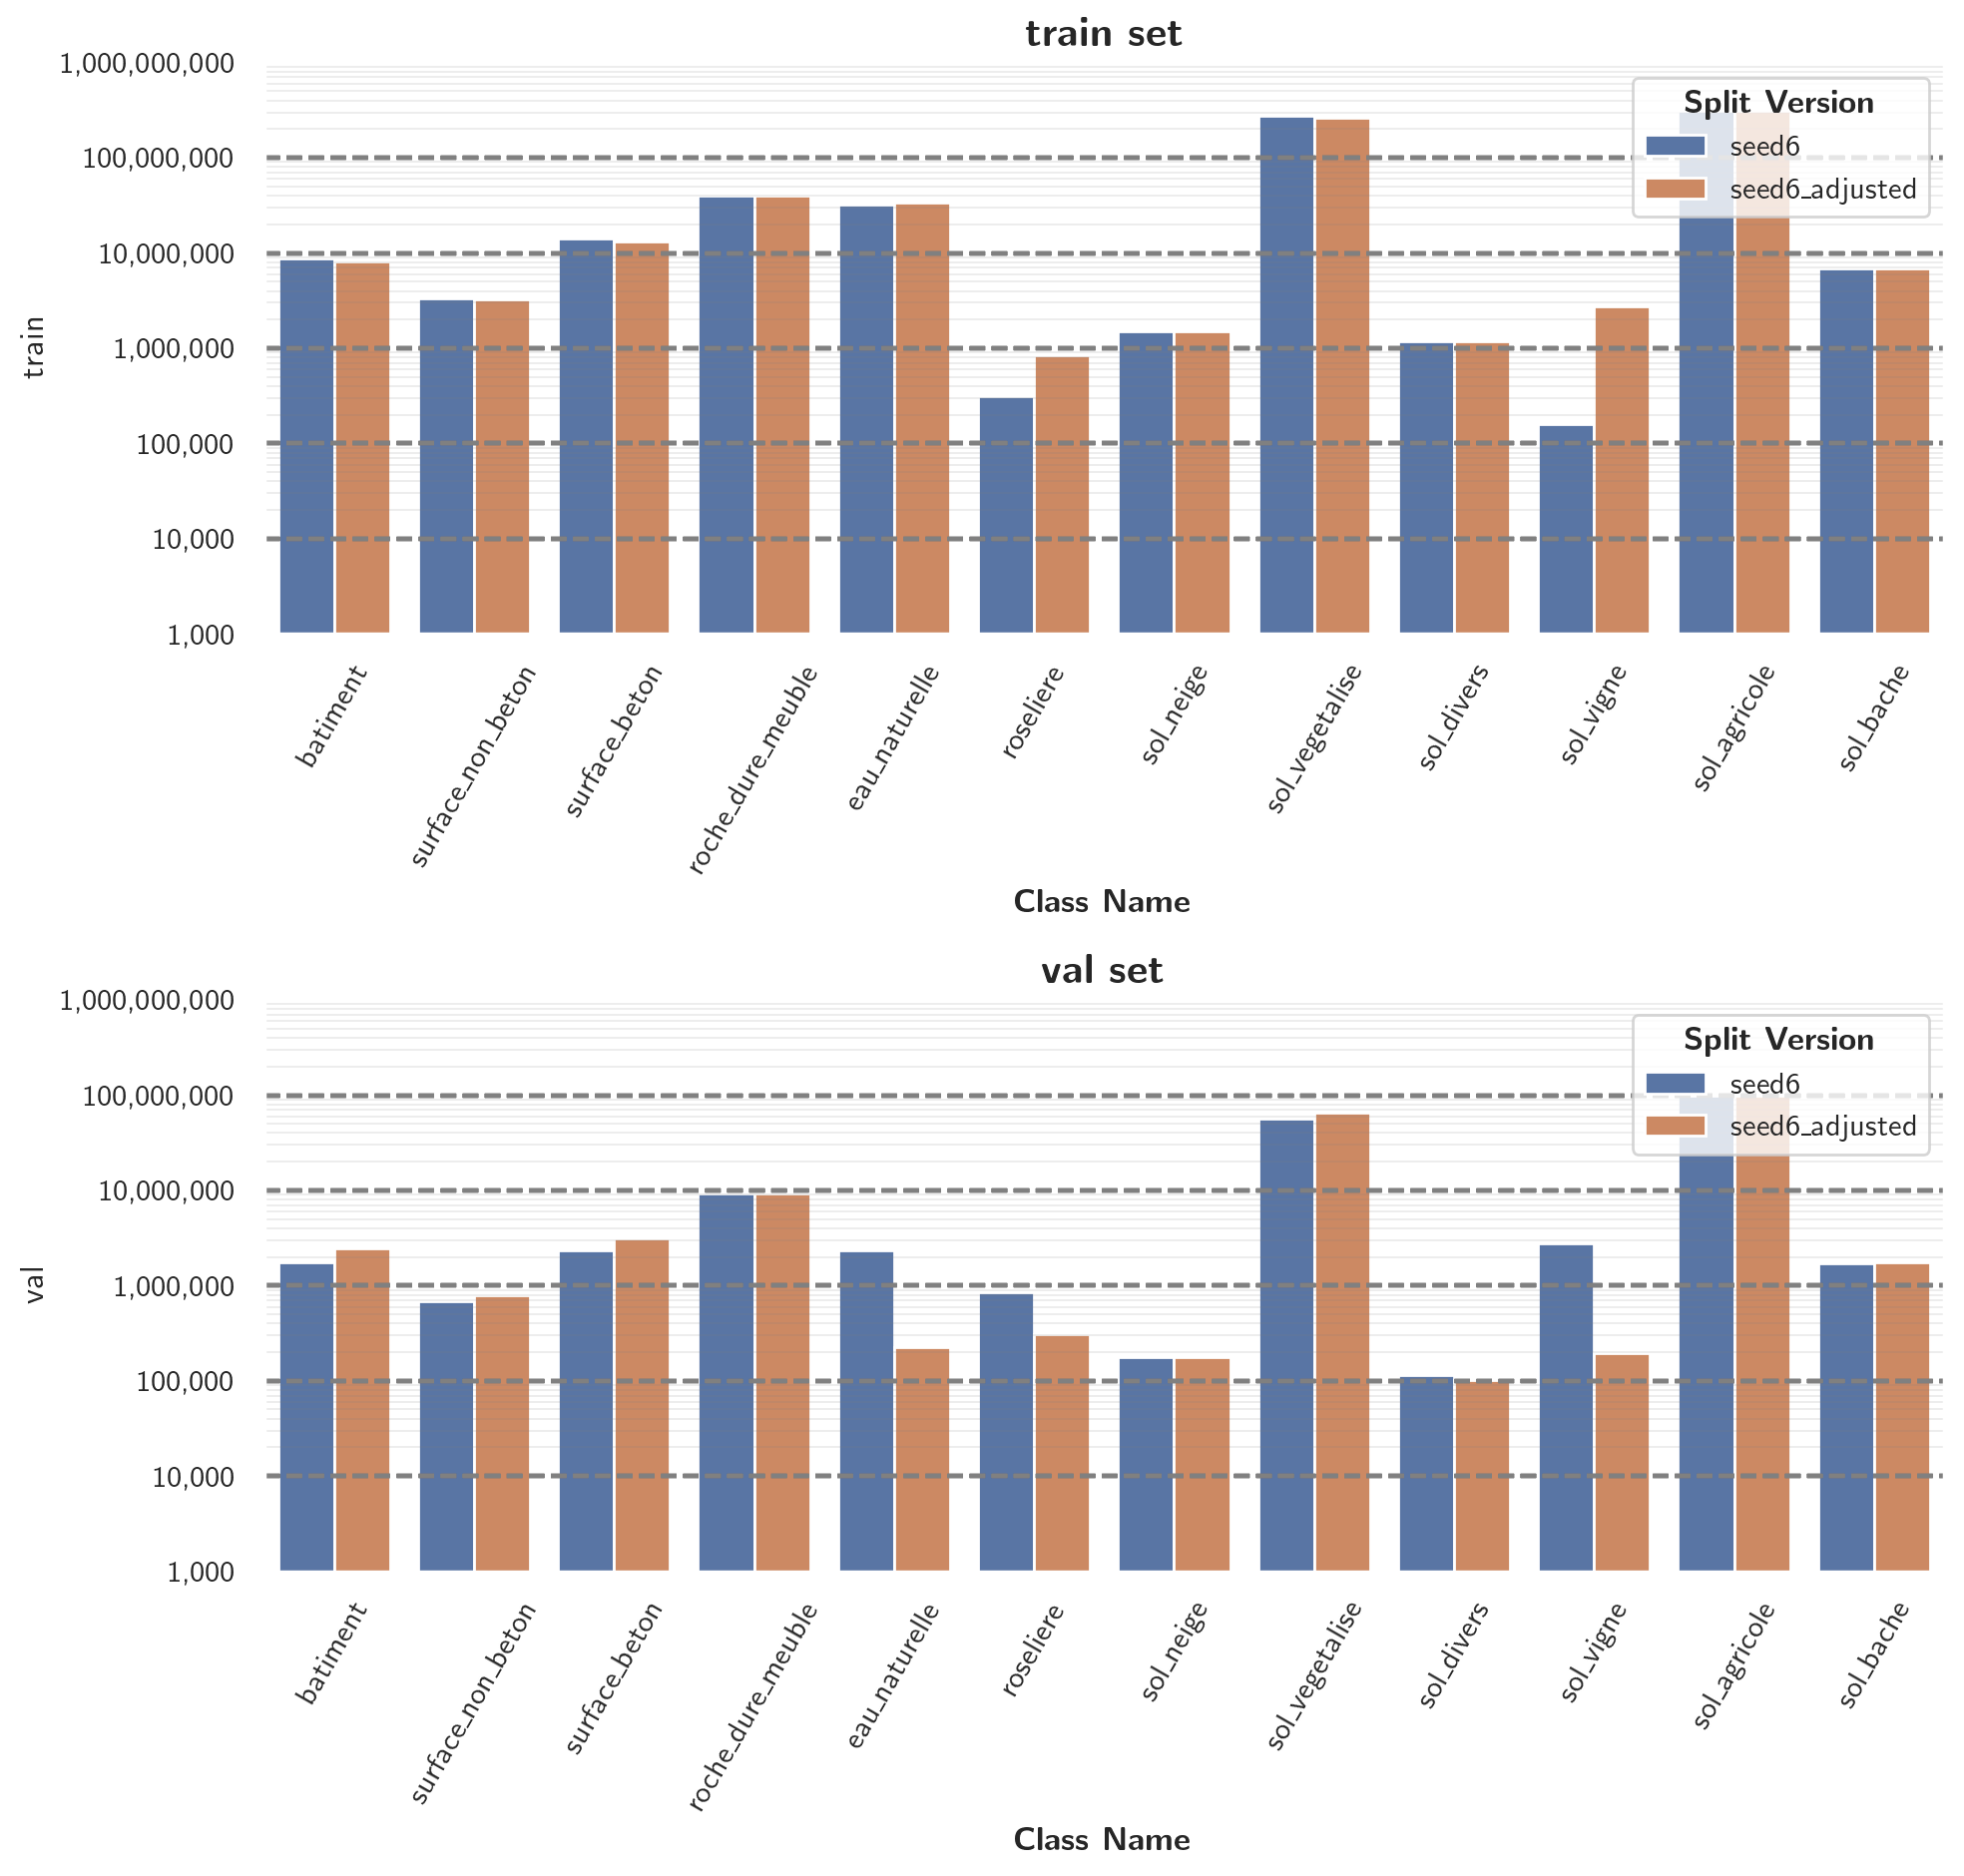 train set
1,000,000,000
100,000,000
10,000,000
1,000,000
100,000
10,000
1,000
train
Split Version
seed6
seed6_adjusted
batiment
surface_non_beton
surface_beton
roche_dure_meuble
eau_naturelle
roseliere
sol_neige
sol_vegetalise
sol_divers
sol_vigne
sol_agricole
sol_bache
Class Name
val set
1,000,000,000
100,000,000
10,000,000
1,000,000
100,000
10,000
1,000
val
Split Version
seed6
seed6_adjusted
batiment
surface_non_beton
surface_beton
roche_dure_meuble
eau_naturelle
roseliere
sol_neige
sol_vegetalise
sol_divers
sol_vigne
sol_agricole
sol_bache
Class Name